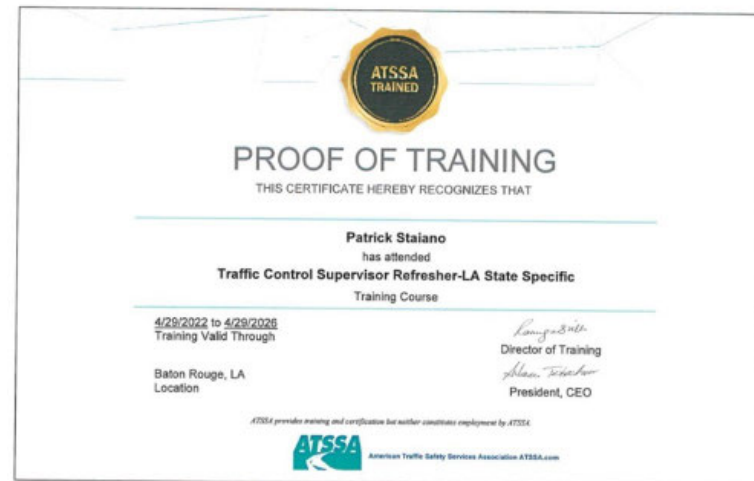 ATSSA
TRAINED
PROOF OF TRAINING
THIS CERTIFICATE HEREBY RECOGNIZES THAT
Patrick Staiano
has attended
Traffic Control Supervisor Refresher-LA State Specific
Training Course
4/29/2022 to 4/29/2026
Training Valid Through
Director of Training
Baton Rouge, LA
Location
President, CEO
ATSSA provides training and certification but neither constitutes employment by ATSSA.
ATSSA
American Traffic Safety Services Association ATSSA.com